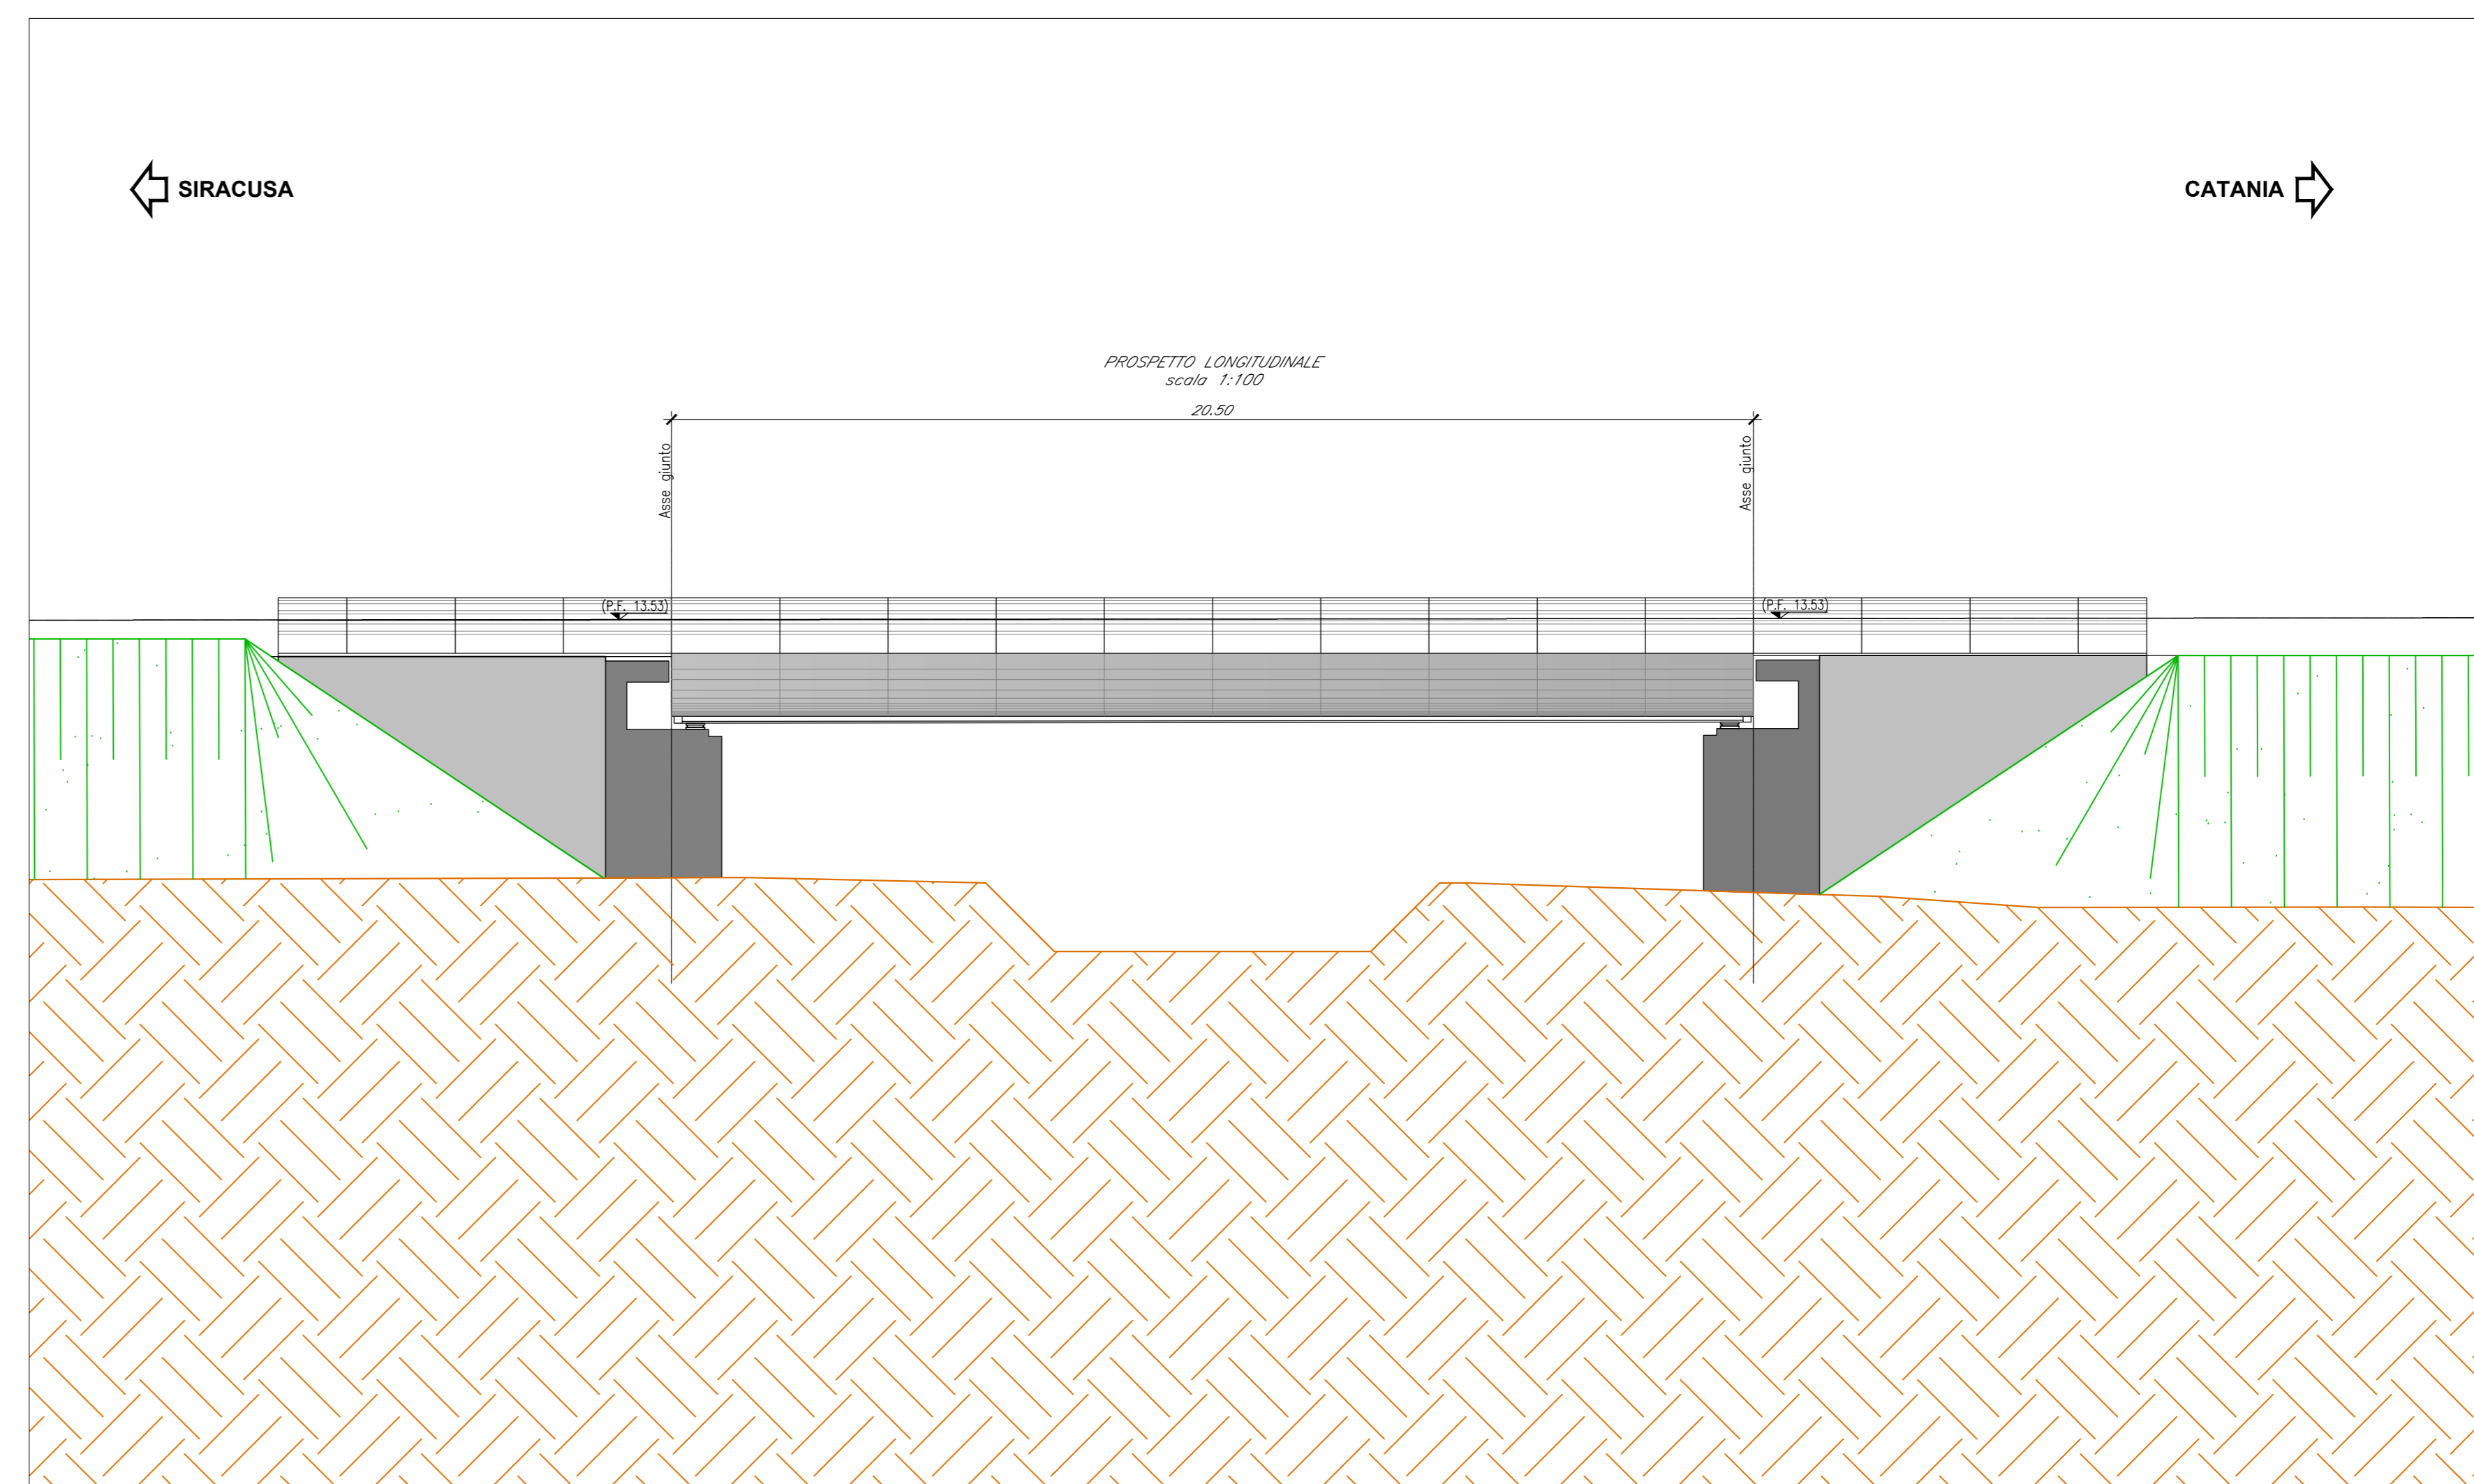 SIRACUSA
CATANIA
PROSPETTO LONGITUDINALE
scala 1:100
20.50
Asse giunto
Asse giunto
(P.F. 13.53)
(P.F. 13.53)